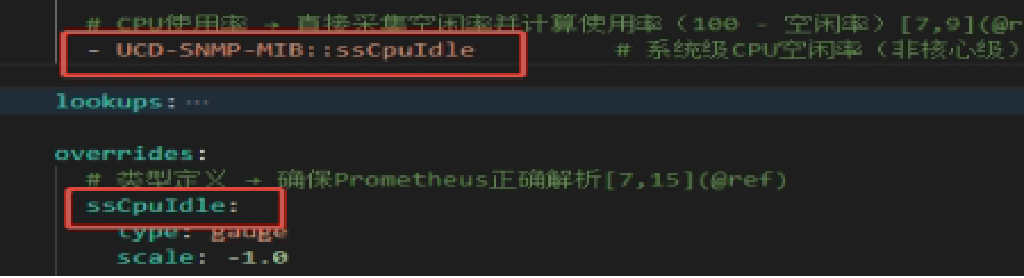 # CPU使用率 → 直接采集空闲率并计算使用率（100 - 空闲率）[7,9](@r
- UCD-SNMP-MIB::ssCpuIdle # 系统级CPU空闲率（非核心级）
lookups: ...
overrides:
# 类型定义 → 确保Prometheus正确解析[7,15](@ref)
ssCpuIdle:
type: gauge
scale: -1.0